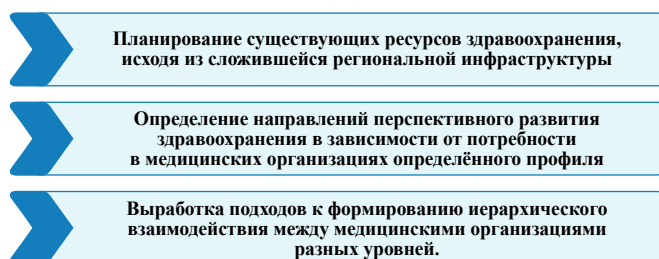 Планирование существующих ресурсов здравоохранения,
исходя из сложившейся региональной инфраструктуры
Определение направлений перспективного развития
здравоохранения в зависимости от потребности
в медицинских организациях определённого профиля
Выработка подходов к формированию иерархического
взаимодействия между медицинскими организациями
разных уровней.